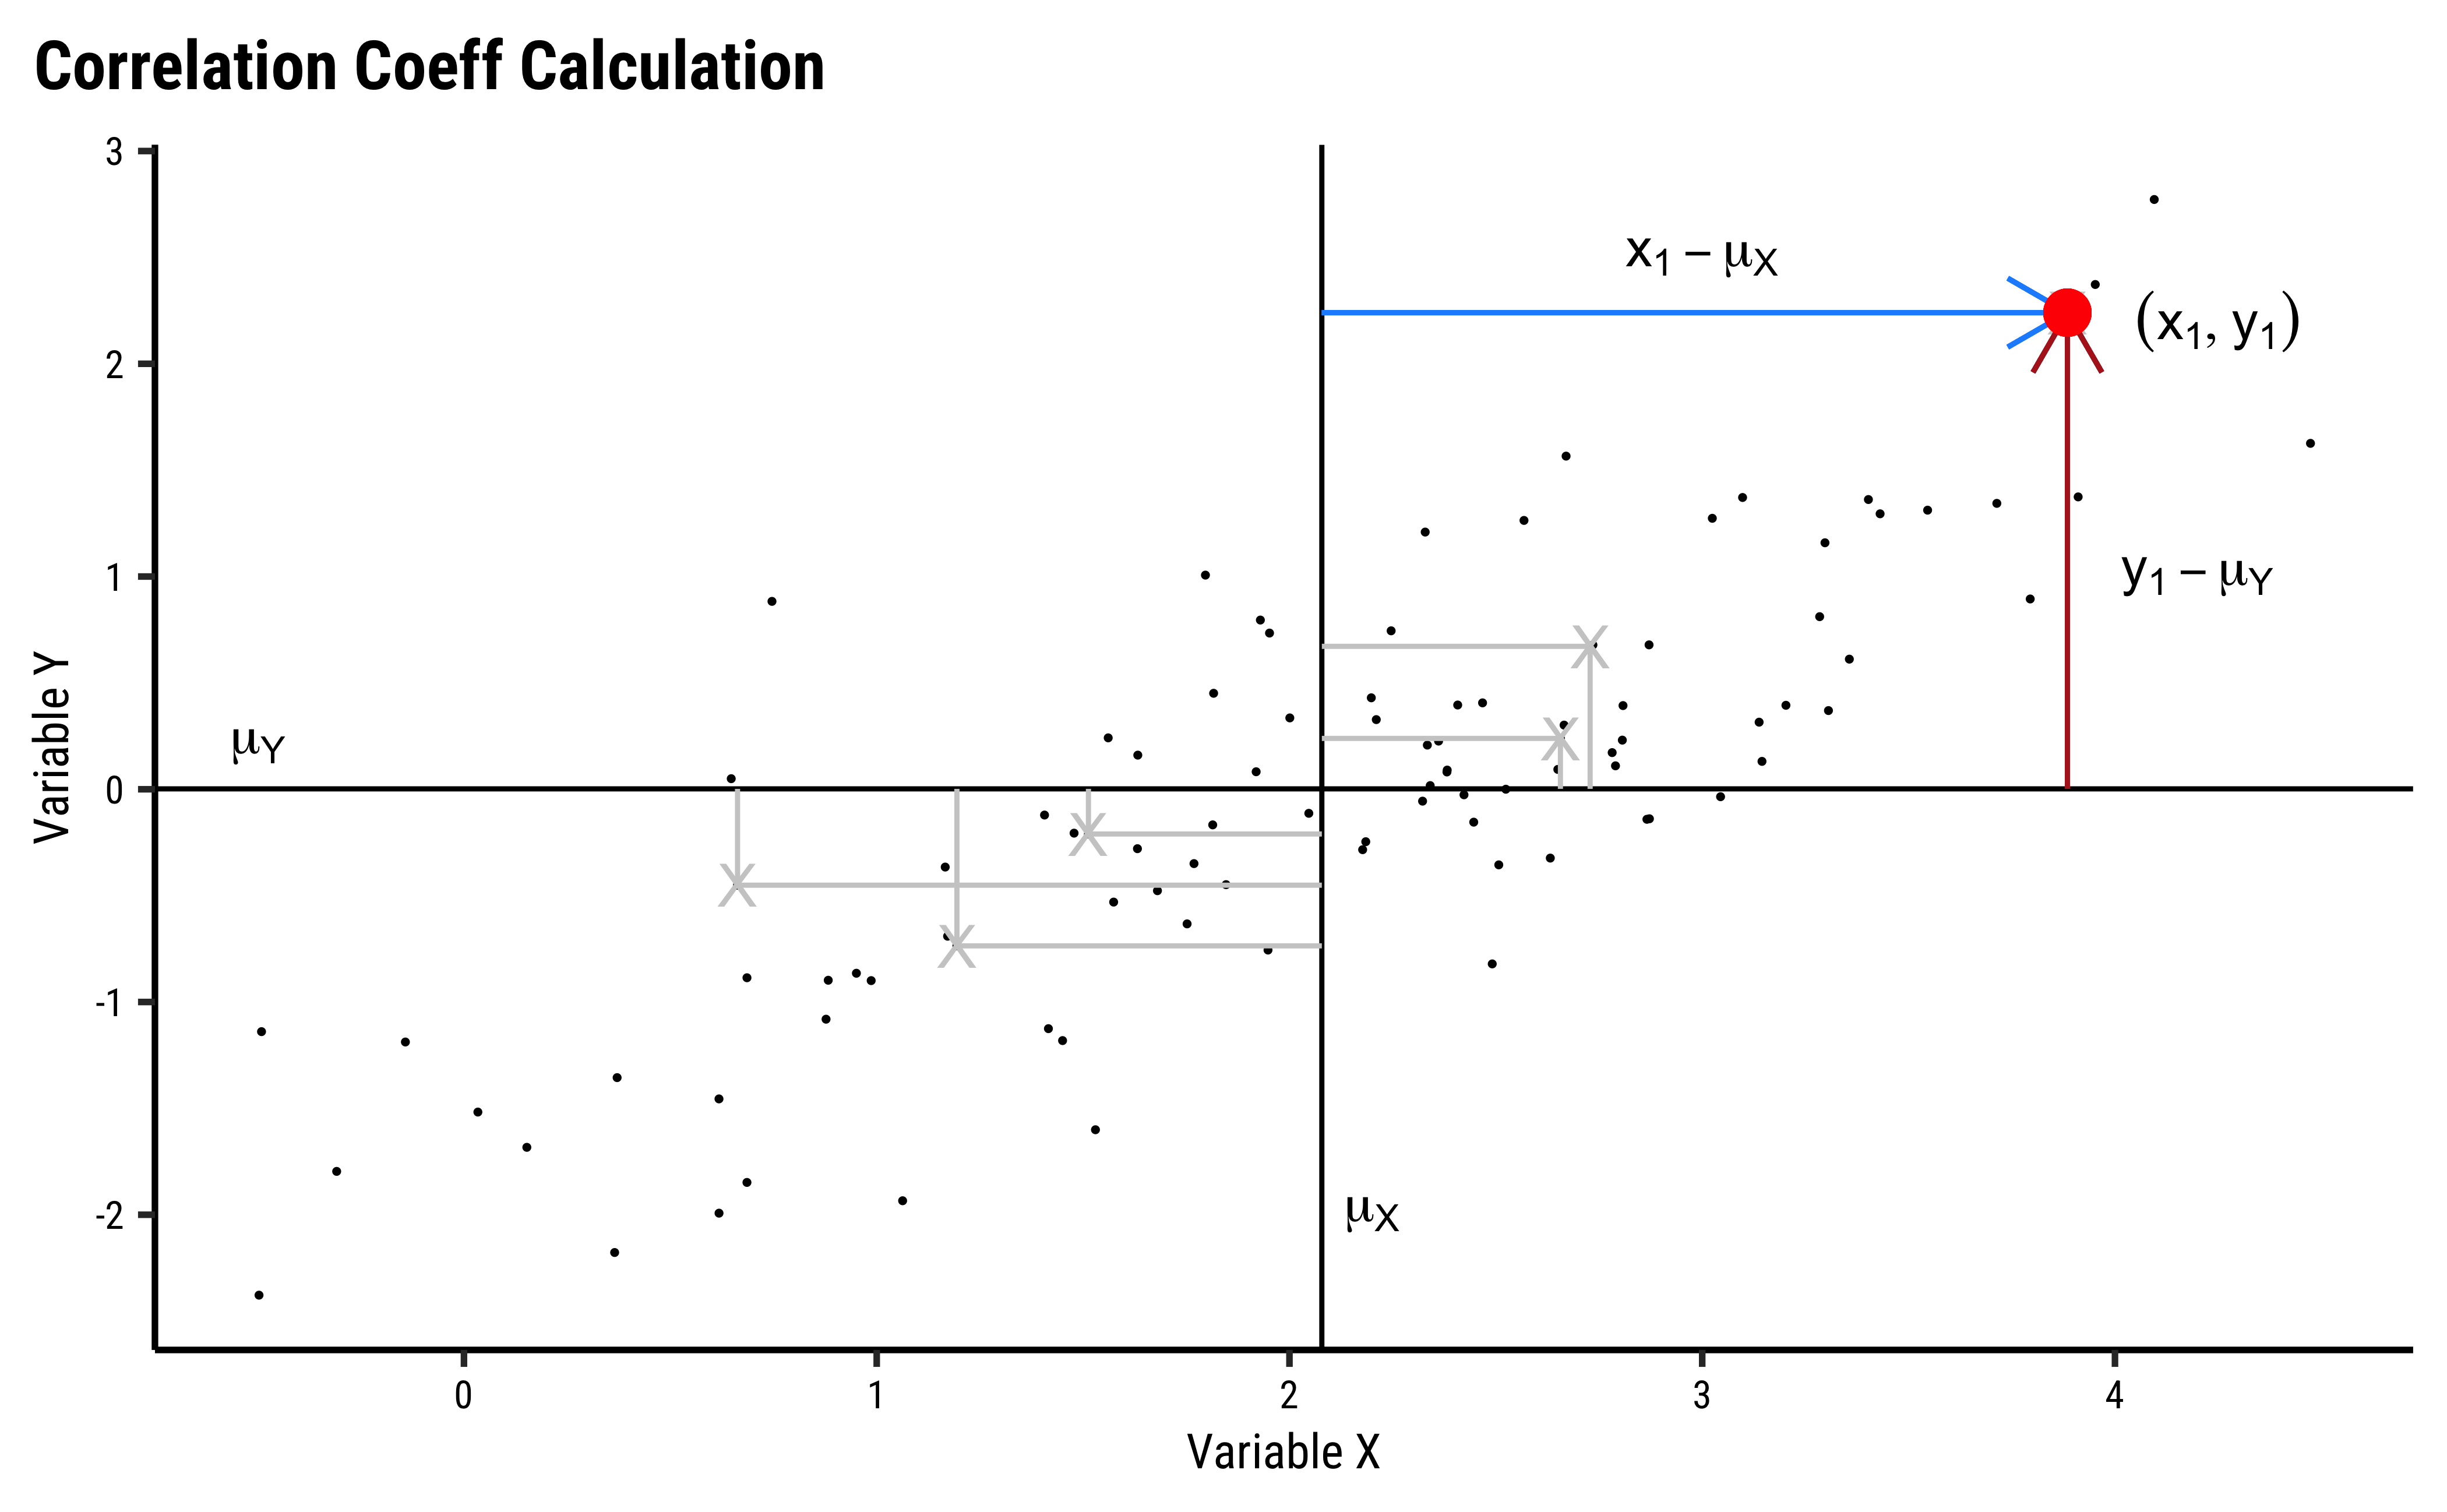 Correlation Coeff Calculation
3
x₁ − μX
(x₁, y₁)
2
1
y₁ − μY
μY
0
-1
-2
μX
0 1 2 3 4
Variable X
Variable Y
X
X
X
X
X